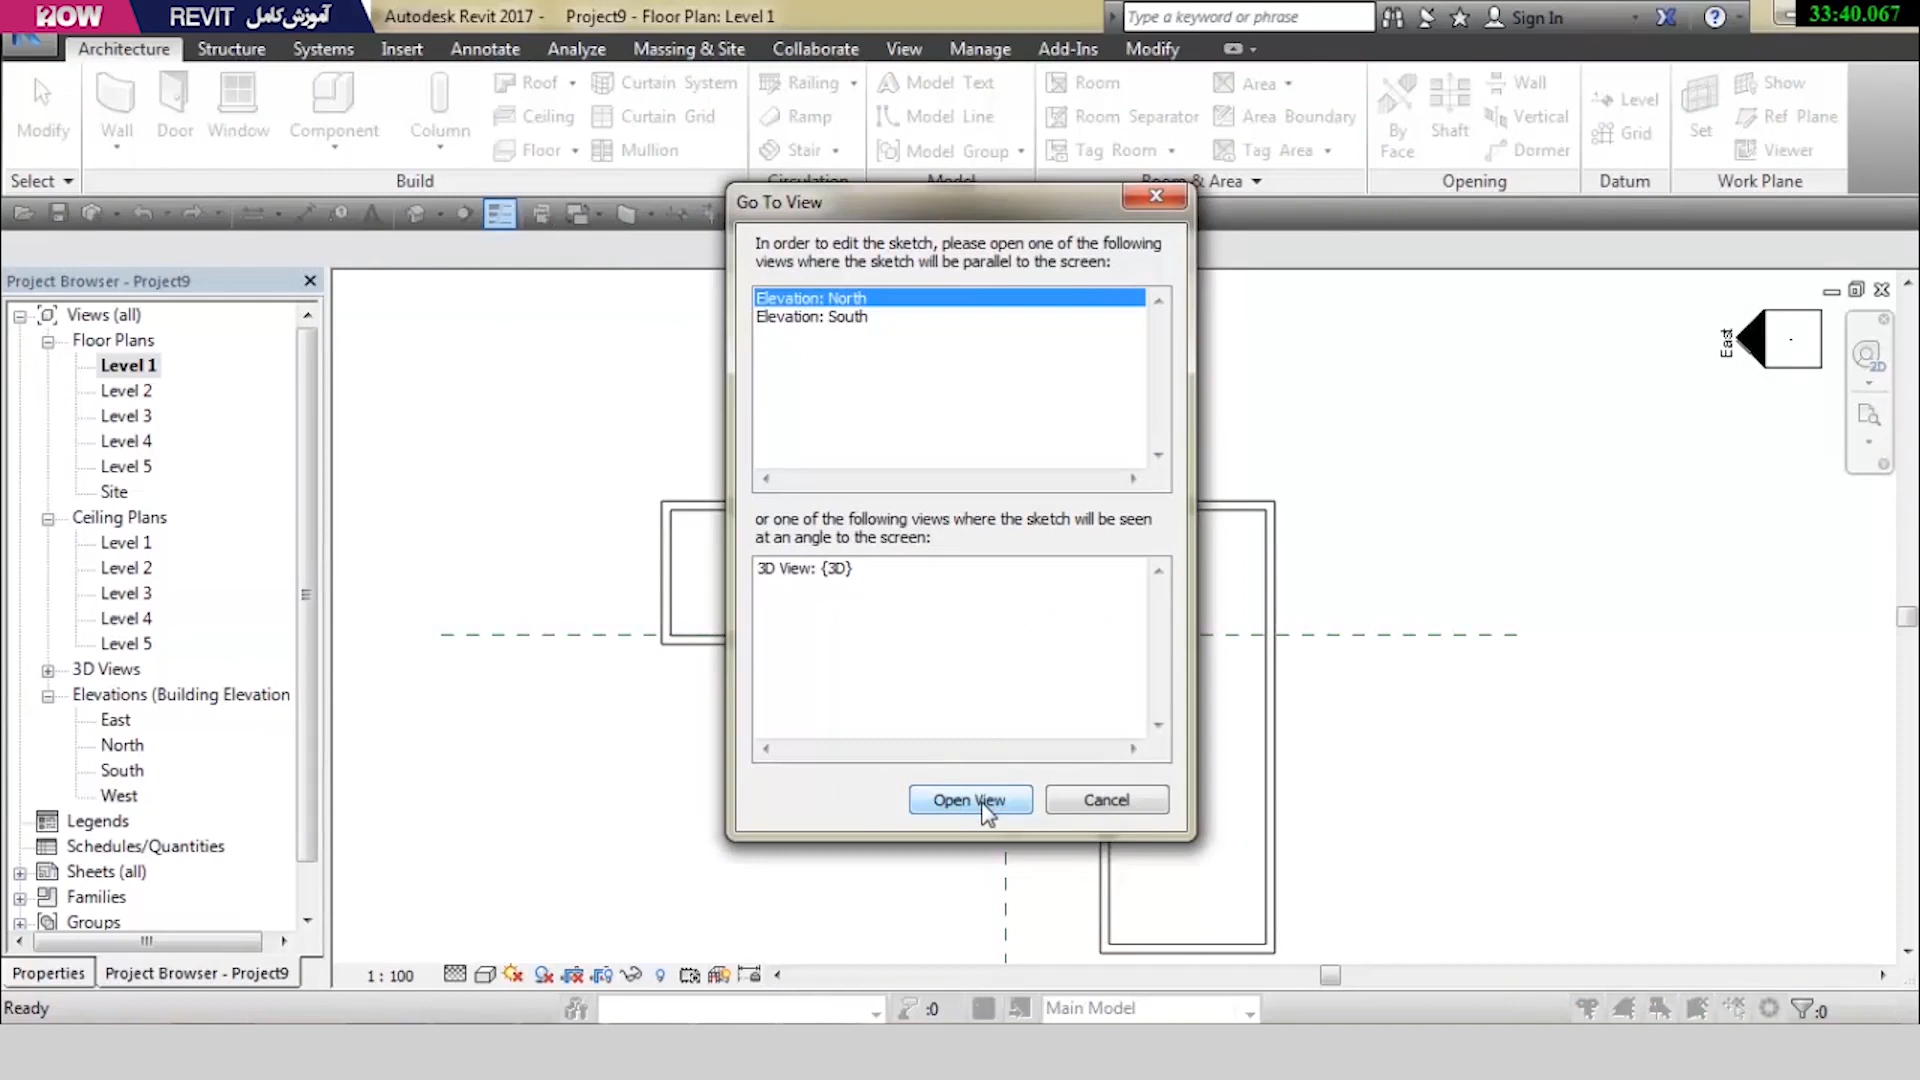 2NOW
آموزش کامل REVIT
Autodesk Revit 2017 - Project9 - Floor Plan: Level 1
Type a keyword or phrase
Sign In
33:40.067
Architecture Structure Systems Insert Annotate Analyze Massing & Site Collaborate View Manage Add-Ins Modify
Modify
Wall
Door
Window
Component
Column
Roof
Ceiling
Floor
Curtain System
Curtain Grid
Mullion
Railing
Ramp
Stair
Model Text
Model Line
Model Group
Room
Room Separator
Tag Room
Area
Area Boundary
Tag Area
By Face
Shaft
Wall
Vertical
Dormer
Level
Grid
Set
Show
Ref Plane
Viewer
Select
Build
Circulation
Model
Room & Area
Opening
Datum
Work Plane
Project Browser - Project9
Views (all)
Floor Plans
Level 1
Level 2
Level 3
Level 4
Level 5
Site
Ceiling Plans
Level 1
Level 2
Level 3
Level 4
Level 5
3D Views
Elevations (Building Elevation
East
North
South
West
Legends
Schedules/Quantities
Sheets (all)
Families
Groups
Properties
Project Browser - Project9
Go To View
In order to edit the sketch, please open one of the following
views where the sketch will be parallel to the screen:
Elevation: North
Elevation: South
or one of the following views where the sketch will be seen
at an angle to the screen:
3D View: {3D}
Open View
Cancel
East
2D
1 : 100
Ready
:0
Main Model
:0